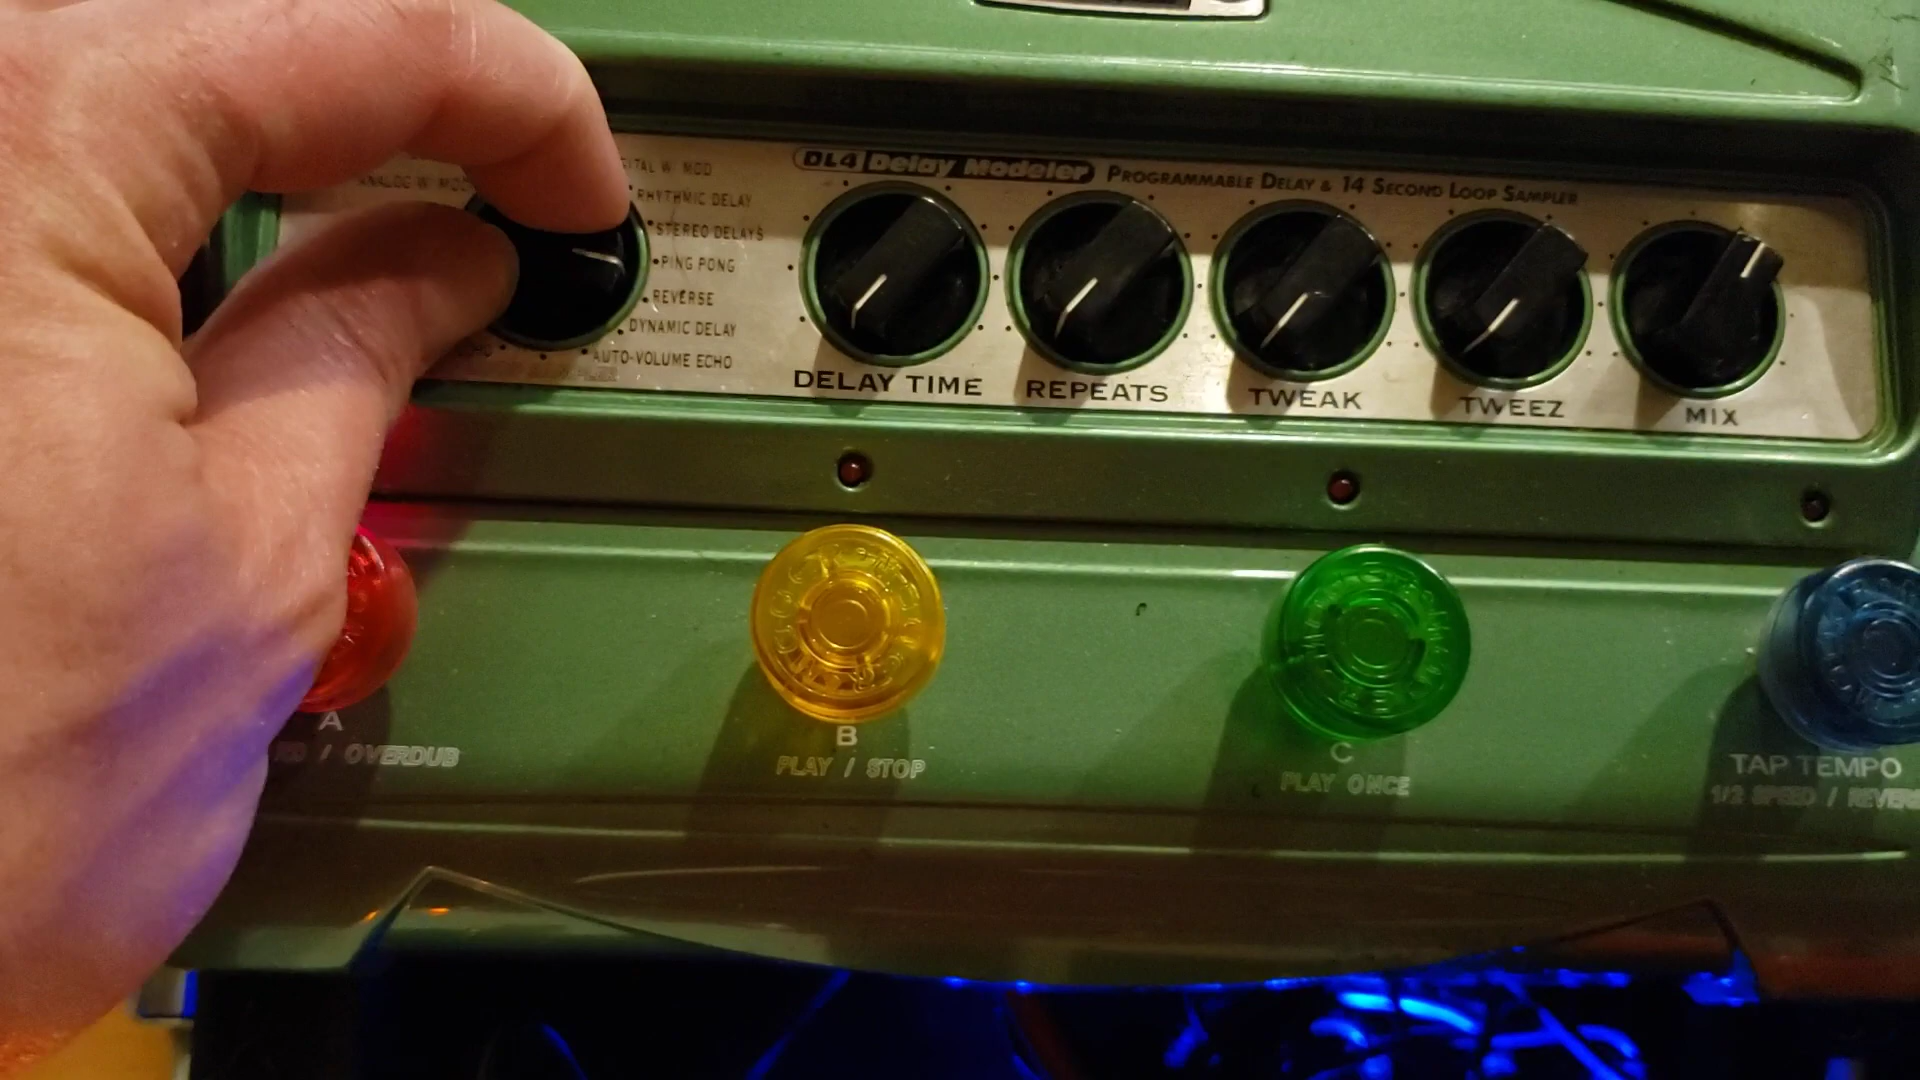 DL4 Delay Modeler PROGRAMMABLE DELAY & 14 SECOND LOOP SAMPLER
W/ MOD
ANALOG W/ MOD
RHYTHMIC DELAY
STEREO DELAYS
PING PONG
REVERSE
DYNAMIC DELAY
AUTO-VOLUME ECHO
DELAY TIME
REPEATS
TWEAK
TWEEZ
MIX
A
/ OVERDUB
B
PLAY / STOP
C
PLAY ONCE
TAP TEMPO
1/2 SPEED /